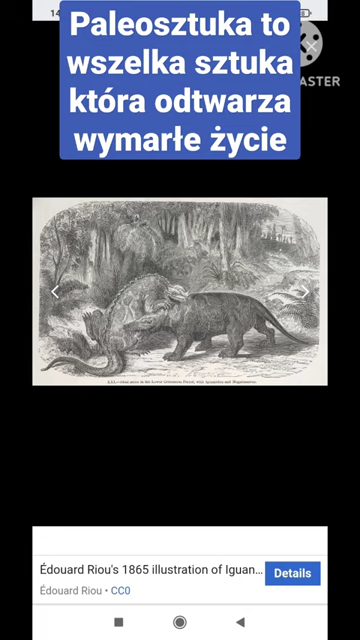 14
Paleosztuka to
wszelka sztuka
która odtwarza
wymarłe życie
ASTER
Édouard Riou's 1865 illustration of Iguan...
Details
Édouard Riou • CC0